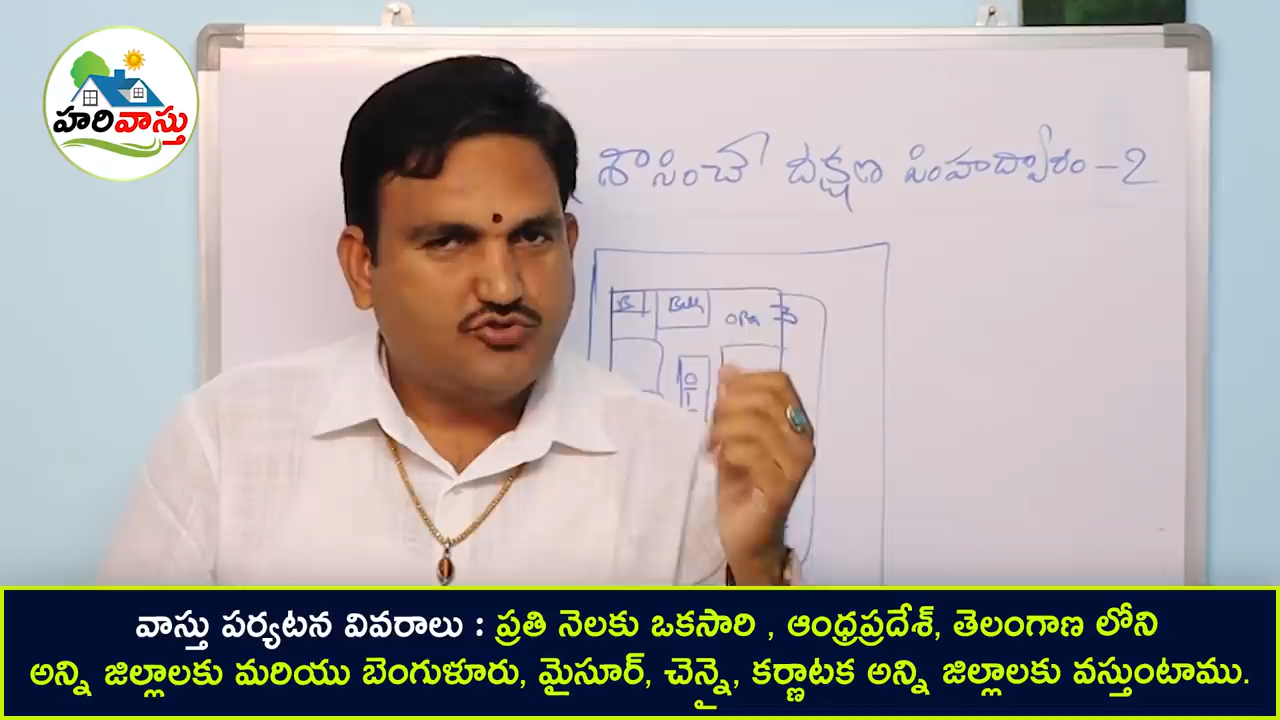 హరివాస్తు
శాసించే దక్షిణ సింహద్వారం - 2
Bath
వాస్తు పర్యటన వివరాలు : ప్రతి నెలకు ఒకసారి , ఆంధ్రప్రదేశ్, తెలంగాణ లోని
అన్ని జిల్లాలకు మరియు బెంగుళూరు, మైసూర్, చెన్నై, కర్ణాటక అన్ని జిల్లాలకు వస్తుంటాము.